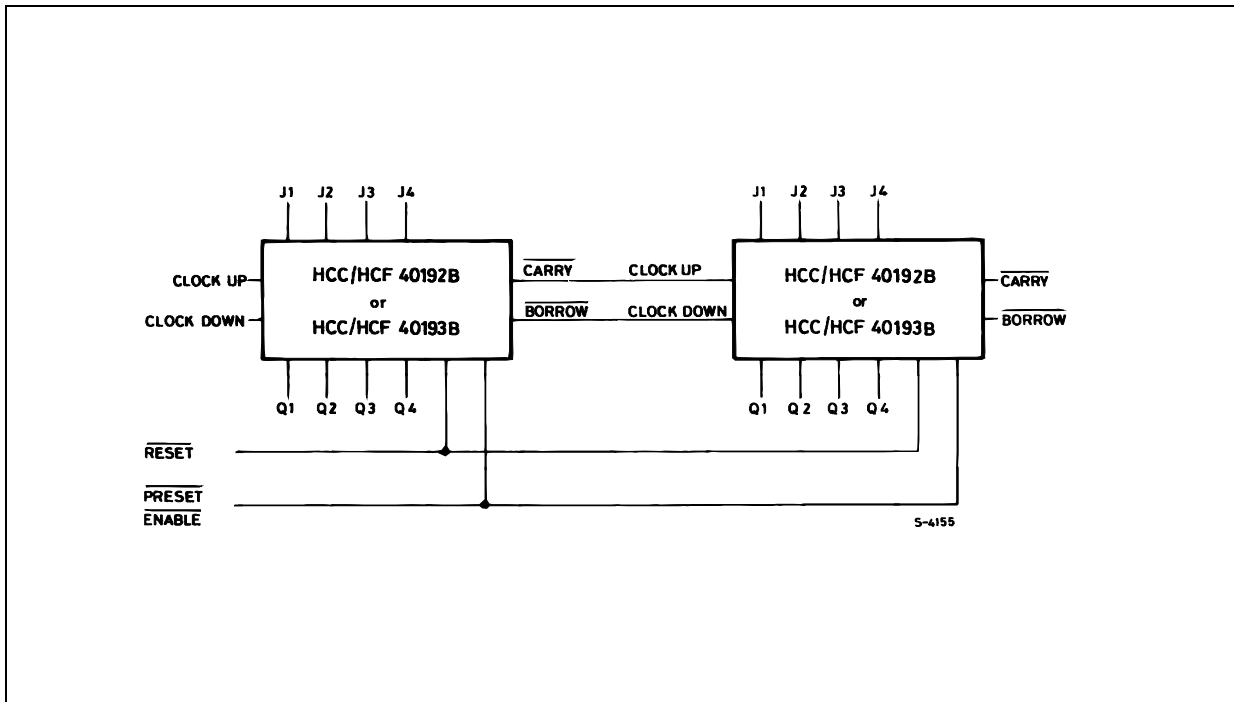 J1 J2 J3 J4
J1 J2 J3 J4
CLOCK UP
HCC/HCF 40192B
or
HCC/HCF 40193B
CLOCK DOWN
CARRY
CLOCK UP
BORROW
CLOCK DOWN
HCC/HCF 40192B
or
HCC/HCF 40193B
CARRY
BORROW
Q1 Q2 Q3 Q4
Q1 Q2 Q3 Q4
RESET
PRESET
ENABLE
S-4155